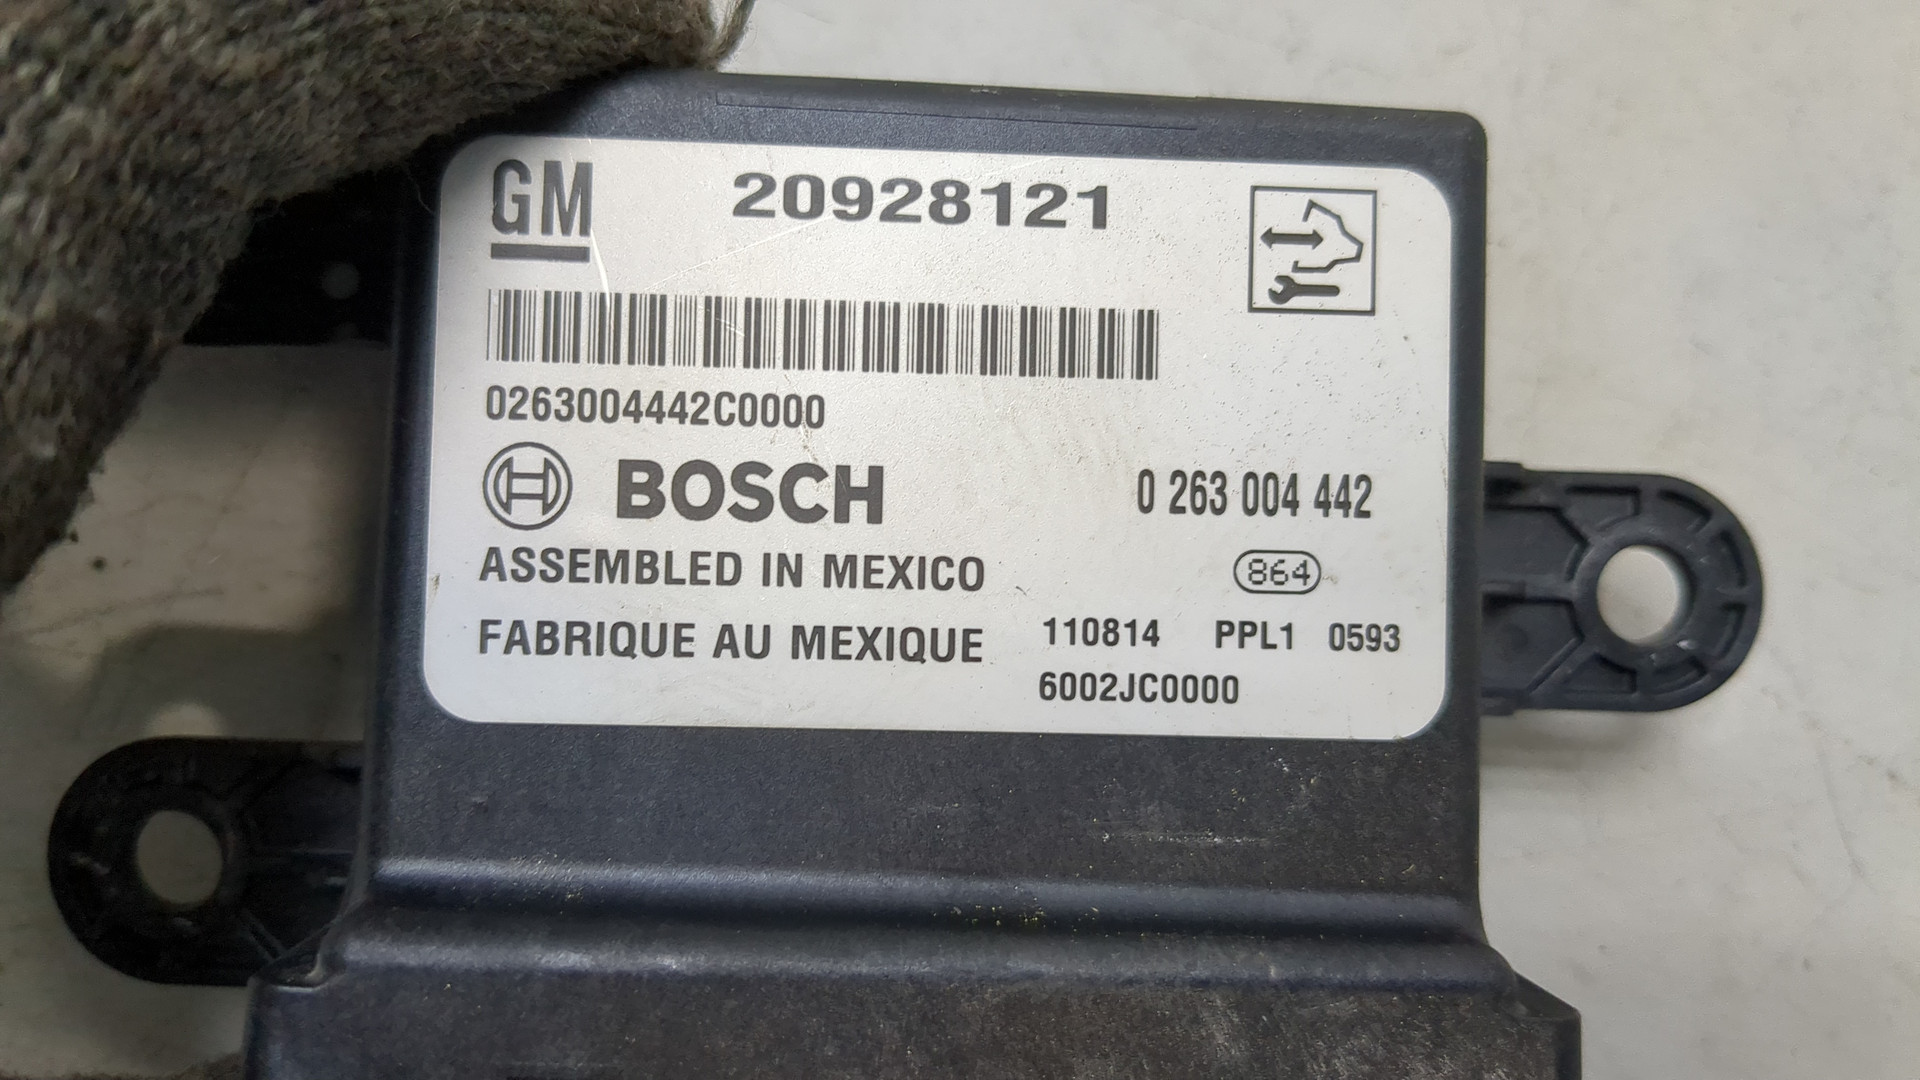 GM 20928121
0263004442C0000
BOSCH 0 263 004 442
ASSEMBLED IN MEXICO 864
FABRIQUE AU MEXIQUE 110814 PPL1 0593
6002JC0000